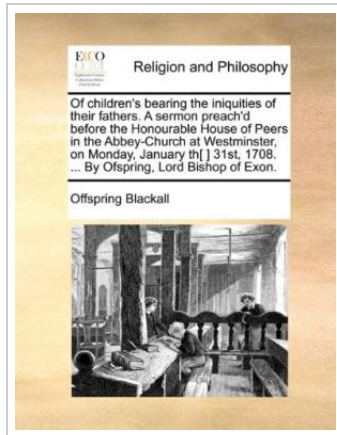 ECCO
Religion and Philosophy
Of children's bearing the iniquities of
their fathers. A sermon preach'd
before the Honourable House of Peers
in the Abbey-Church at Westminster,
on Monday, January th[ ] 31st, 1708.
... By Ofspring, Lord Bishop of Exon.
Offspring Blackall